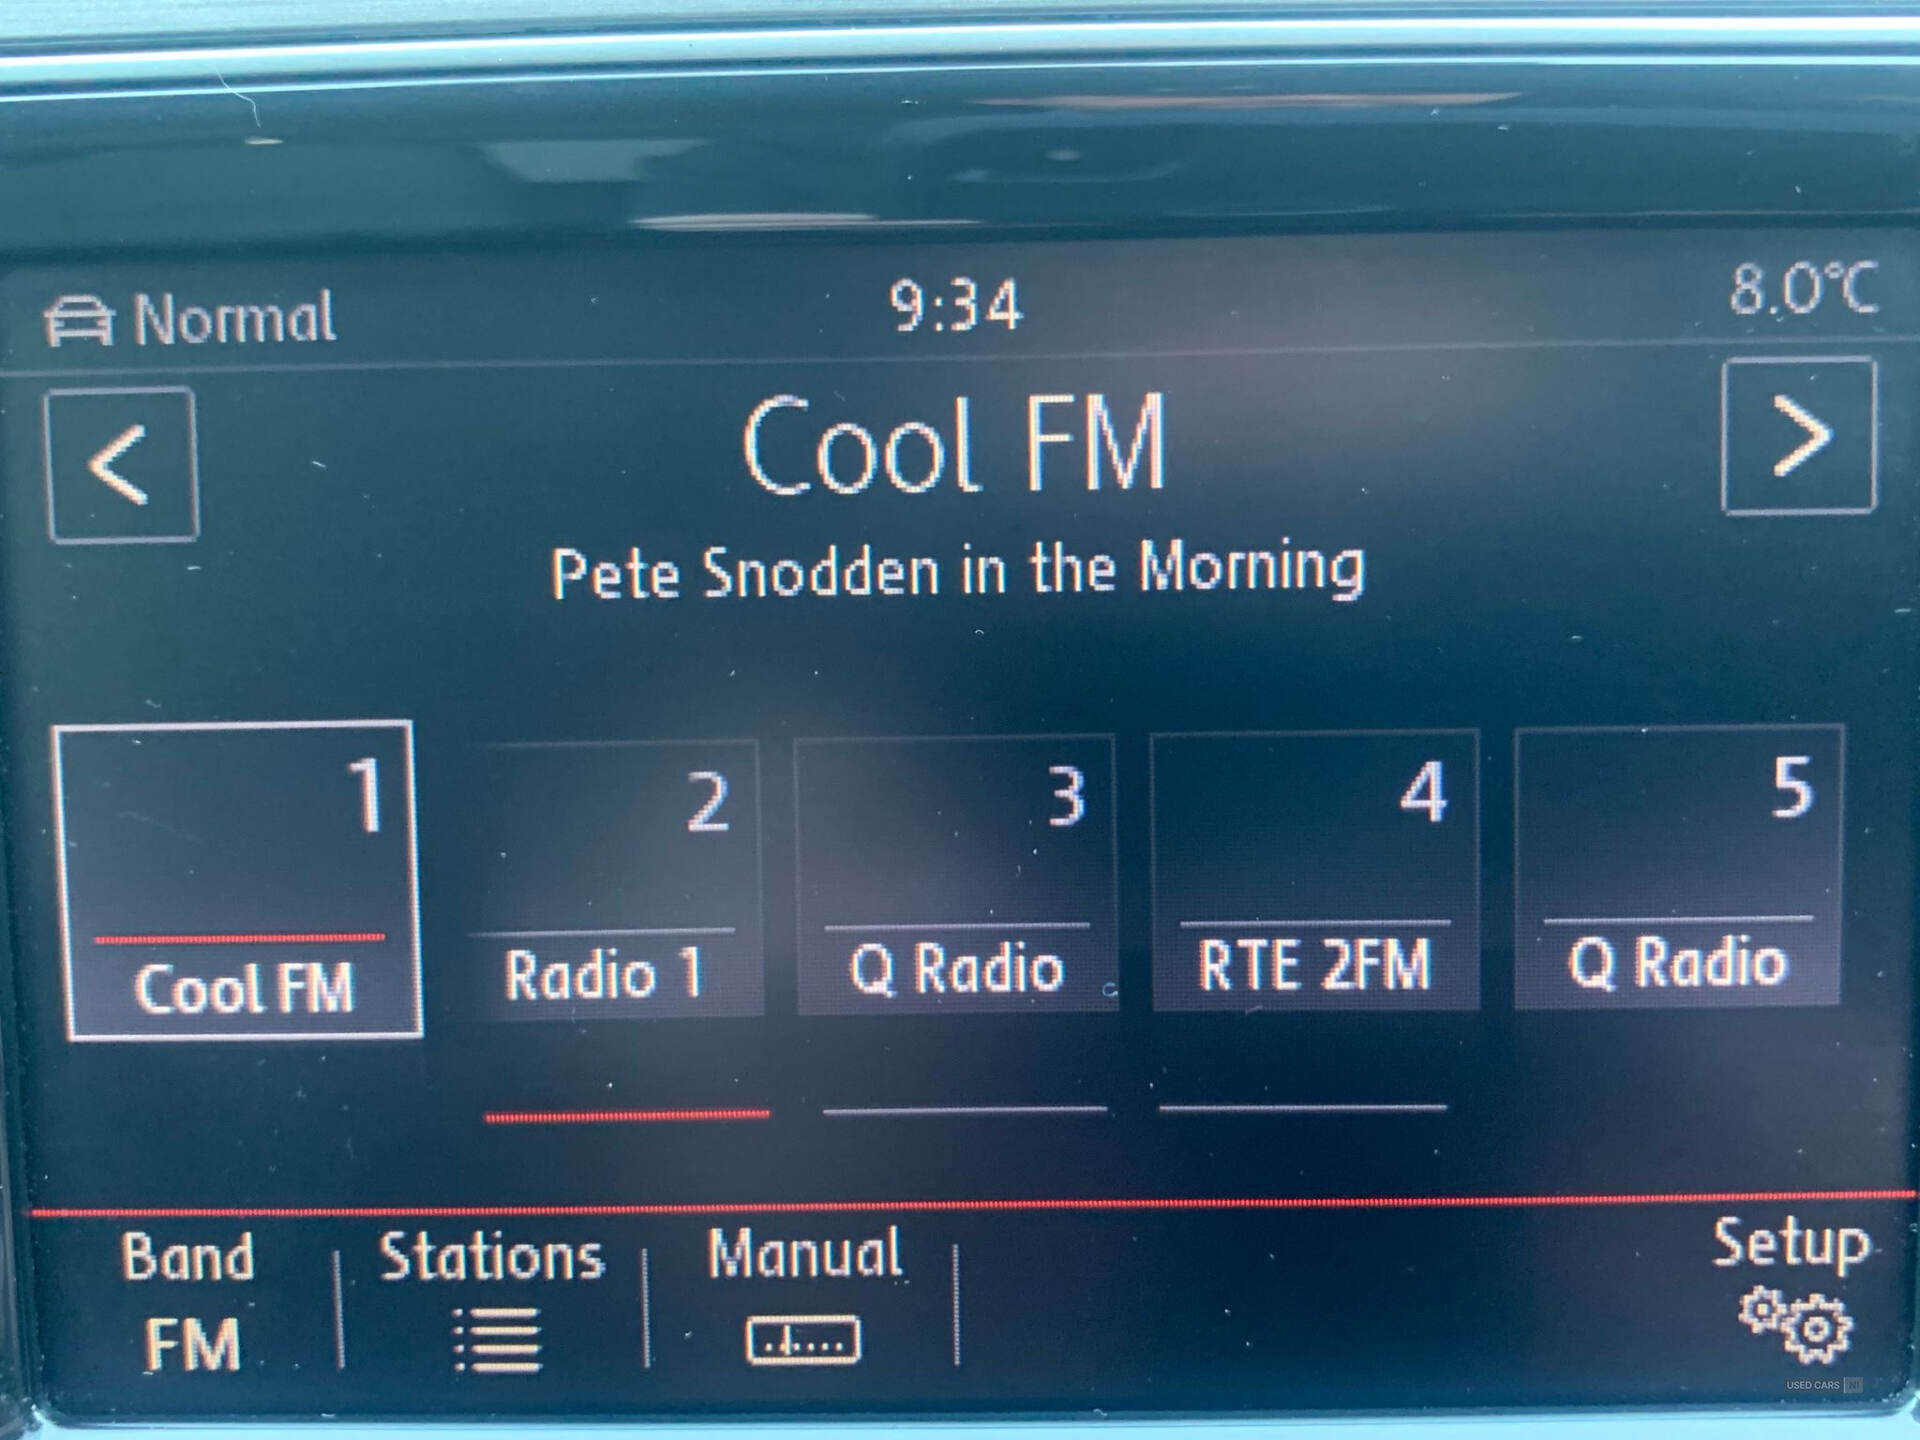 Normal 9:34 8.0°C
< Cool FM >
Pete Snodden in the Morning
1 2 3 4 5
Cool FM Radio 1 Q Radio RTE 2FM Q Radio
Band Stations Manual Setup
FM
USED CARS NI